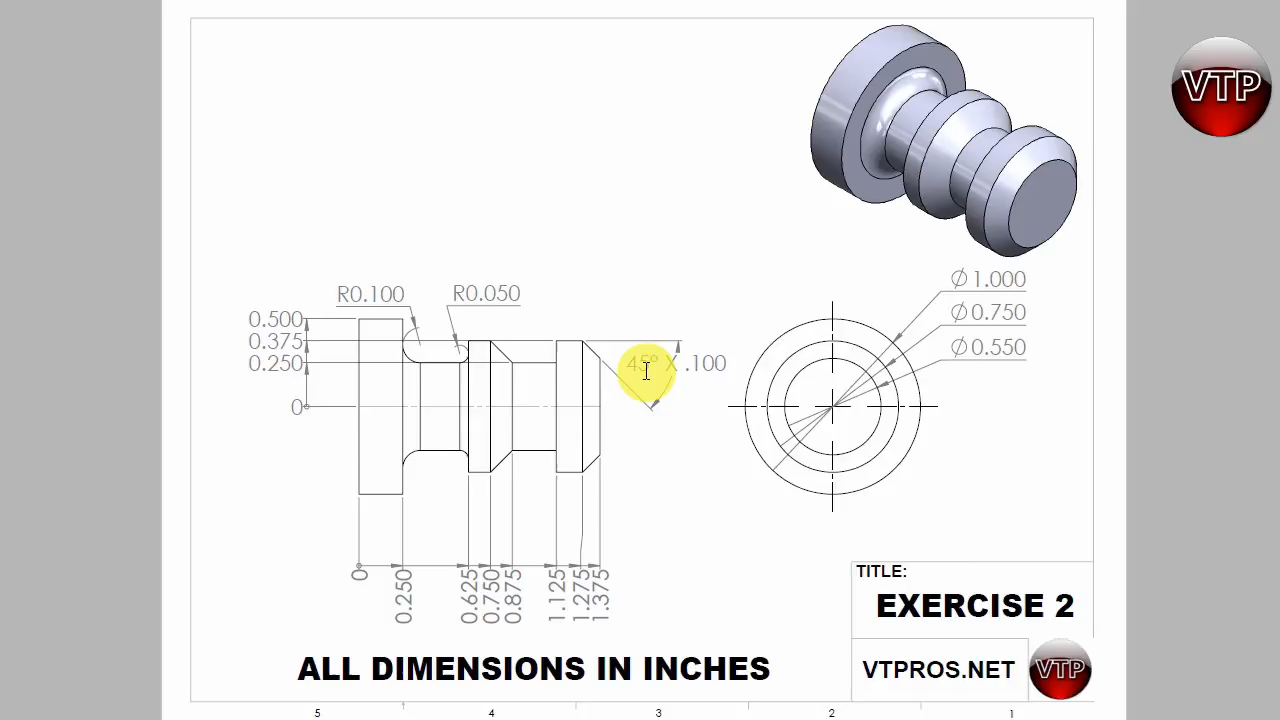 VTP
⌀1.000
R0.100
R0.050
⌀0.750
0.500
0.375
0.250
0
45° X .100
⌀0.550
0
0.250
0.625
0.750
0.875
1.125
1.275
1.375
TITLE:
EXERCISE 2
ALL DIMENSIONS IN INCHES
VTPROS.NET
VTP
5
4
3
2
1